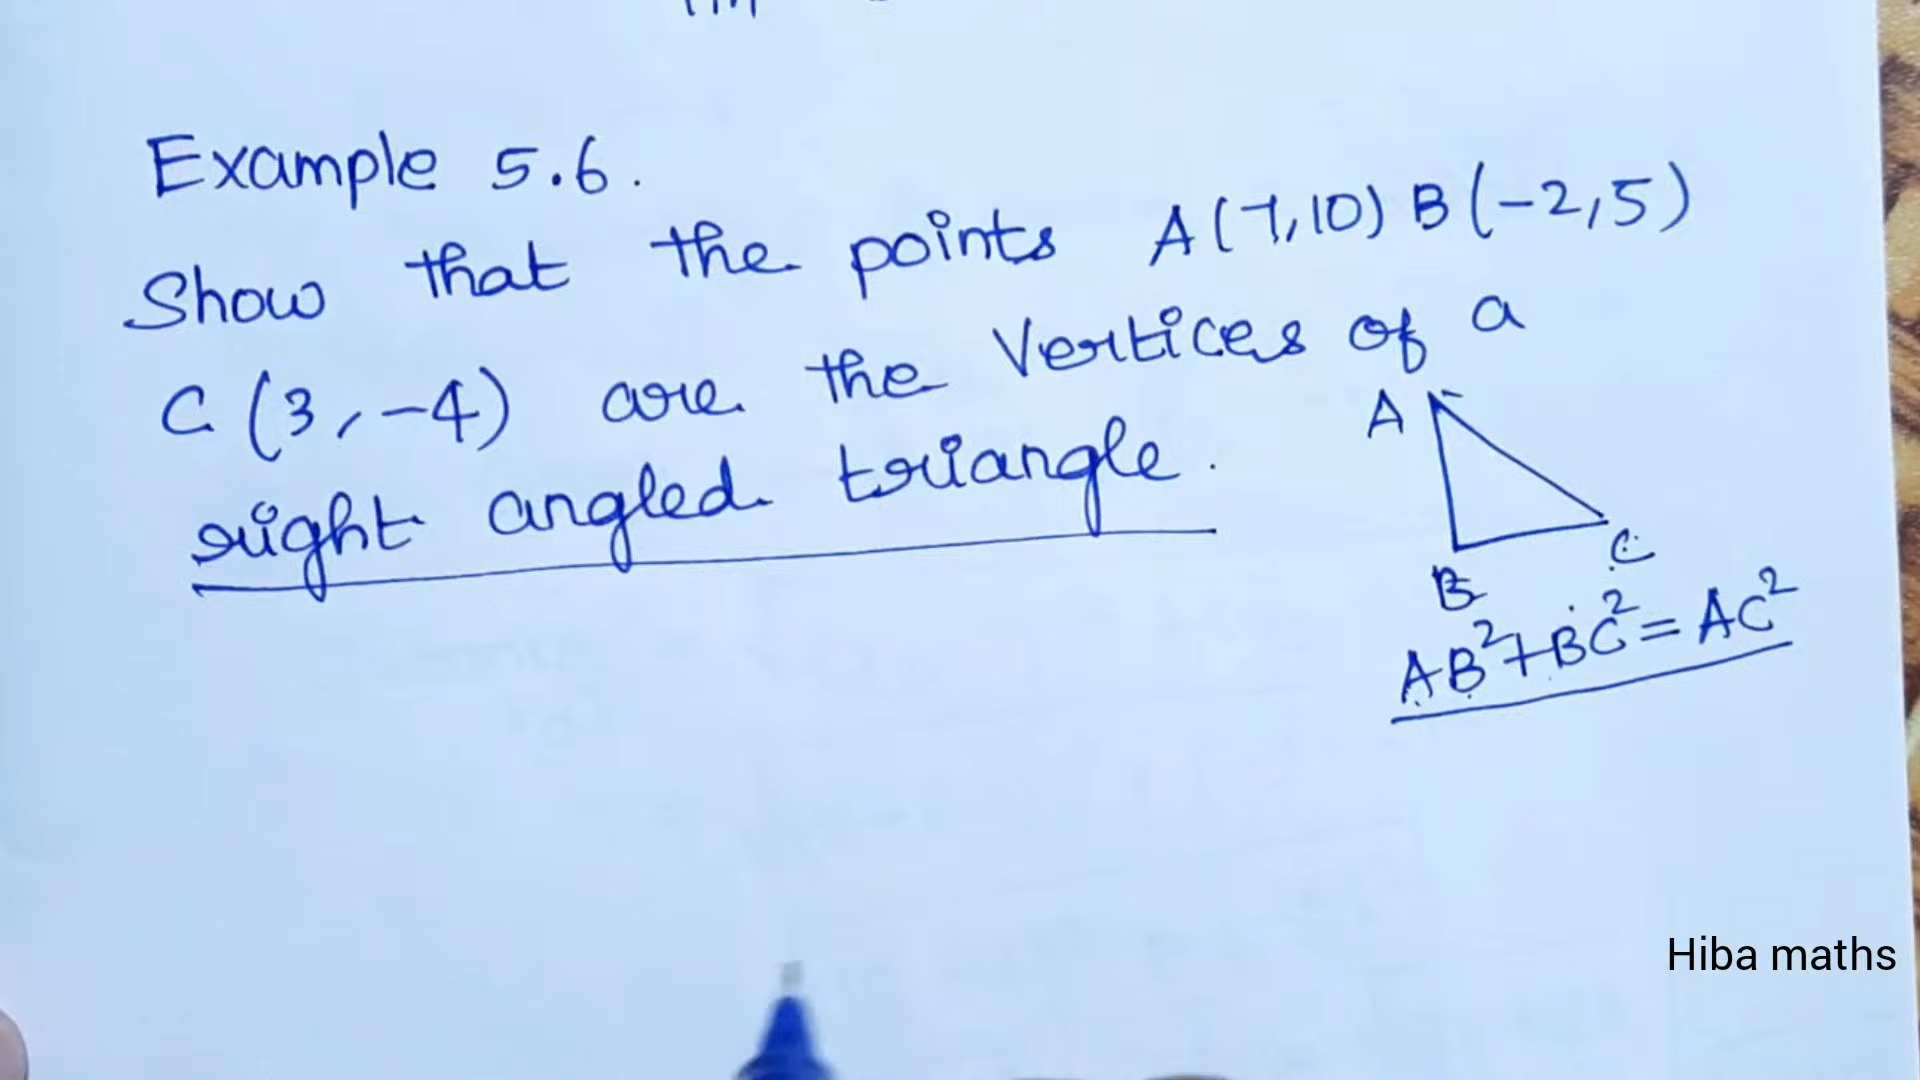 Example 5.6.
Show that the points A(7,10) B(-2,5)
C (3,-4) are the Vertices of a
right angled triangle.
A
C
B
AB²+BC²=AC²
Hiba maths